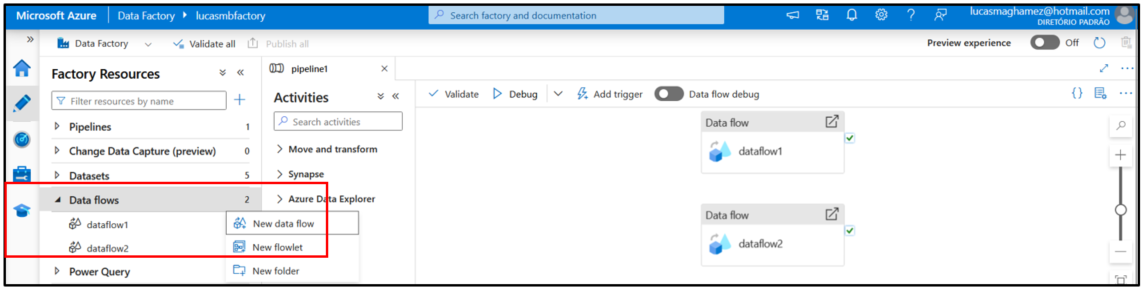 Microsoft Azure | Data Factory ▸ lucasmbfactory
Search factory and documentation
lucasmaghamez@hotmail.com
DIRETÓRIO PADRÃO
Data Factory
Validate all
Publish all
Preview experience
Off
Factory Resources
Filter resources by name
Pipelines 1
Change Data Capture (preview) 0
Datasets 5
Data flows 2
dataflow1
dataflow2
Power Query
New data flow
New flowlet
New folder
pipeline1
Activities
Search activities
Move and transform
Synapse
Azure Data Explorer
Validate
Debug
Add trigger
Data flow debug
Data flow
dataflow1
Data flow
dataflow2